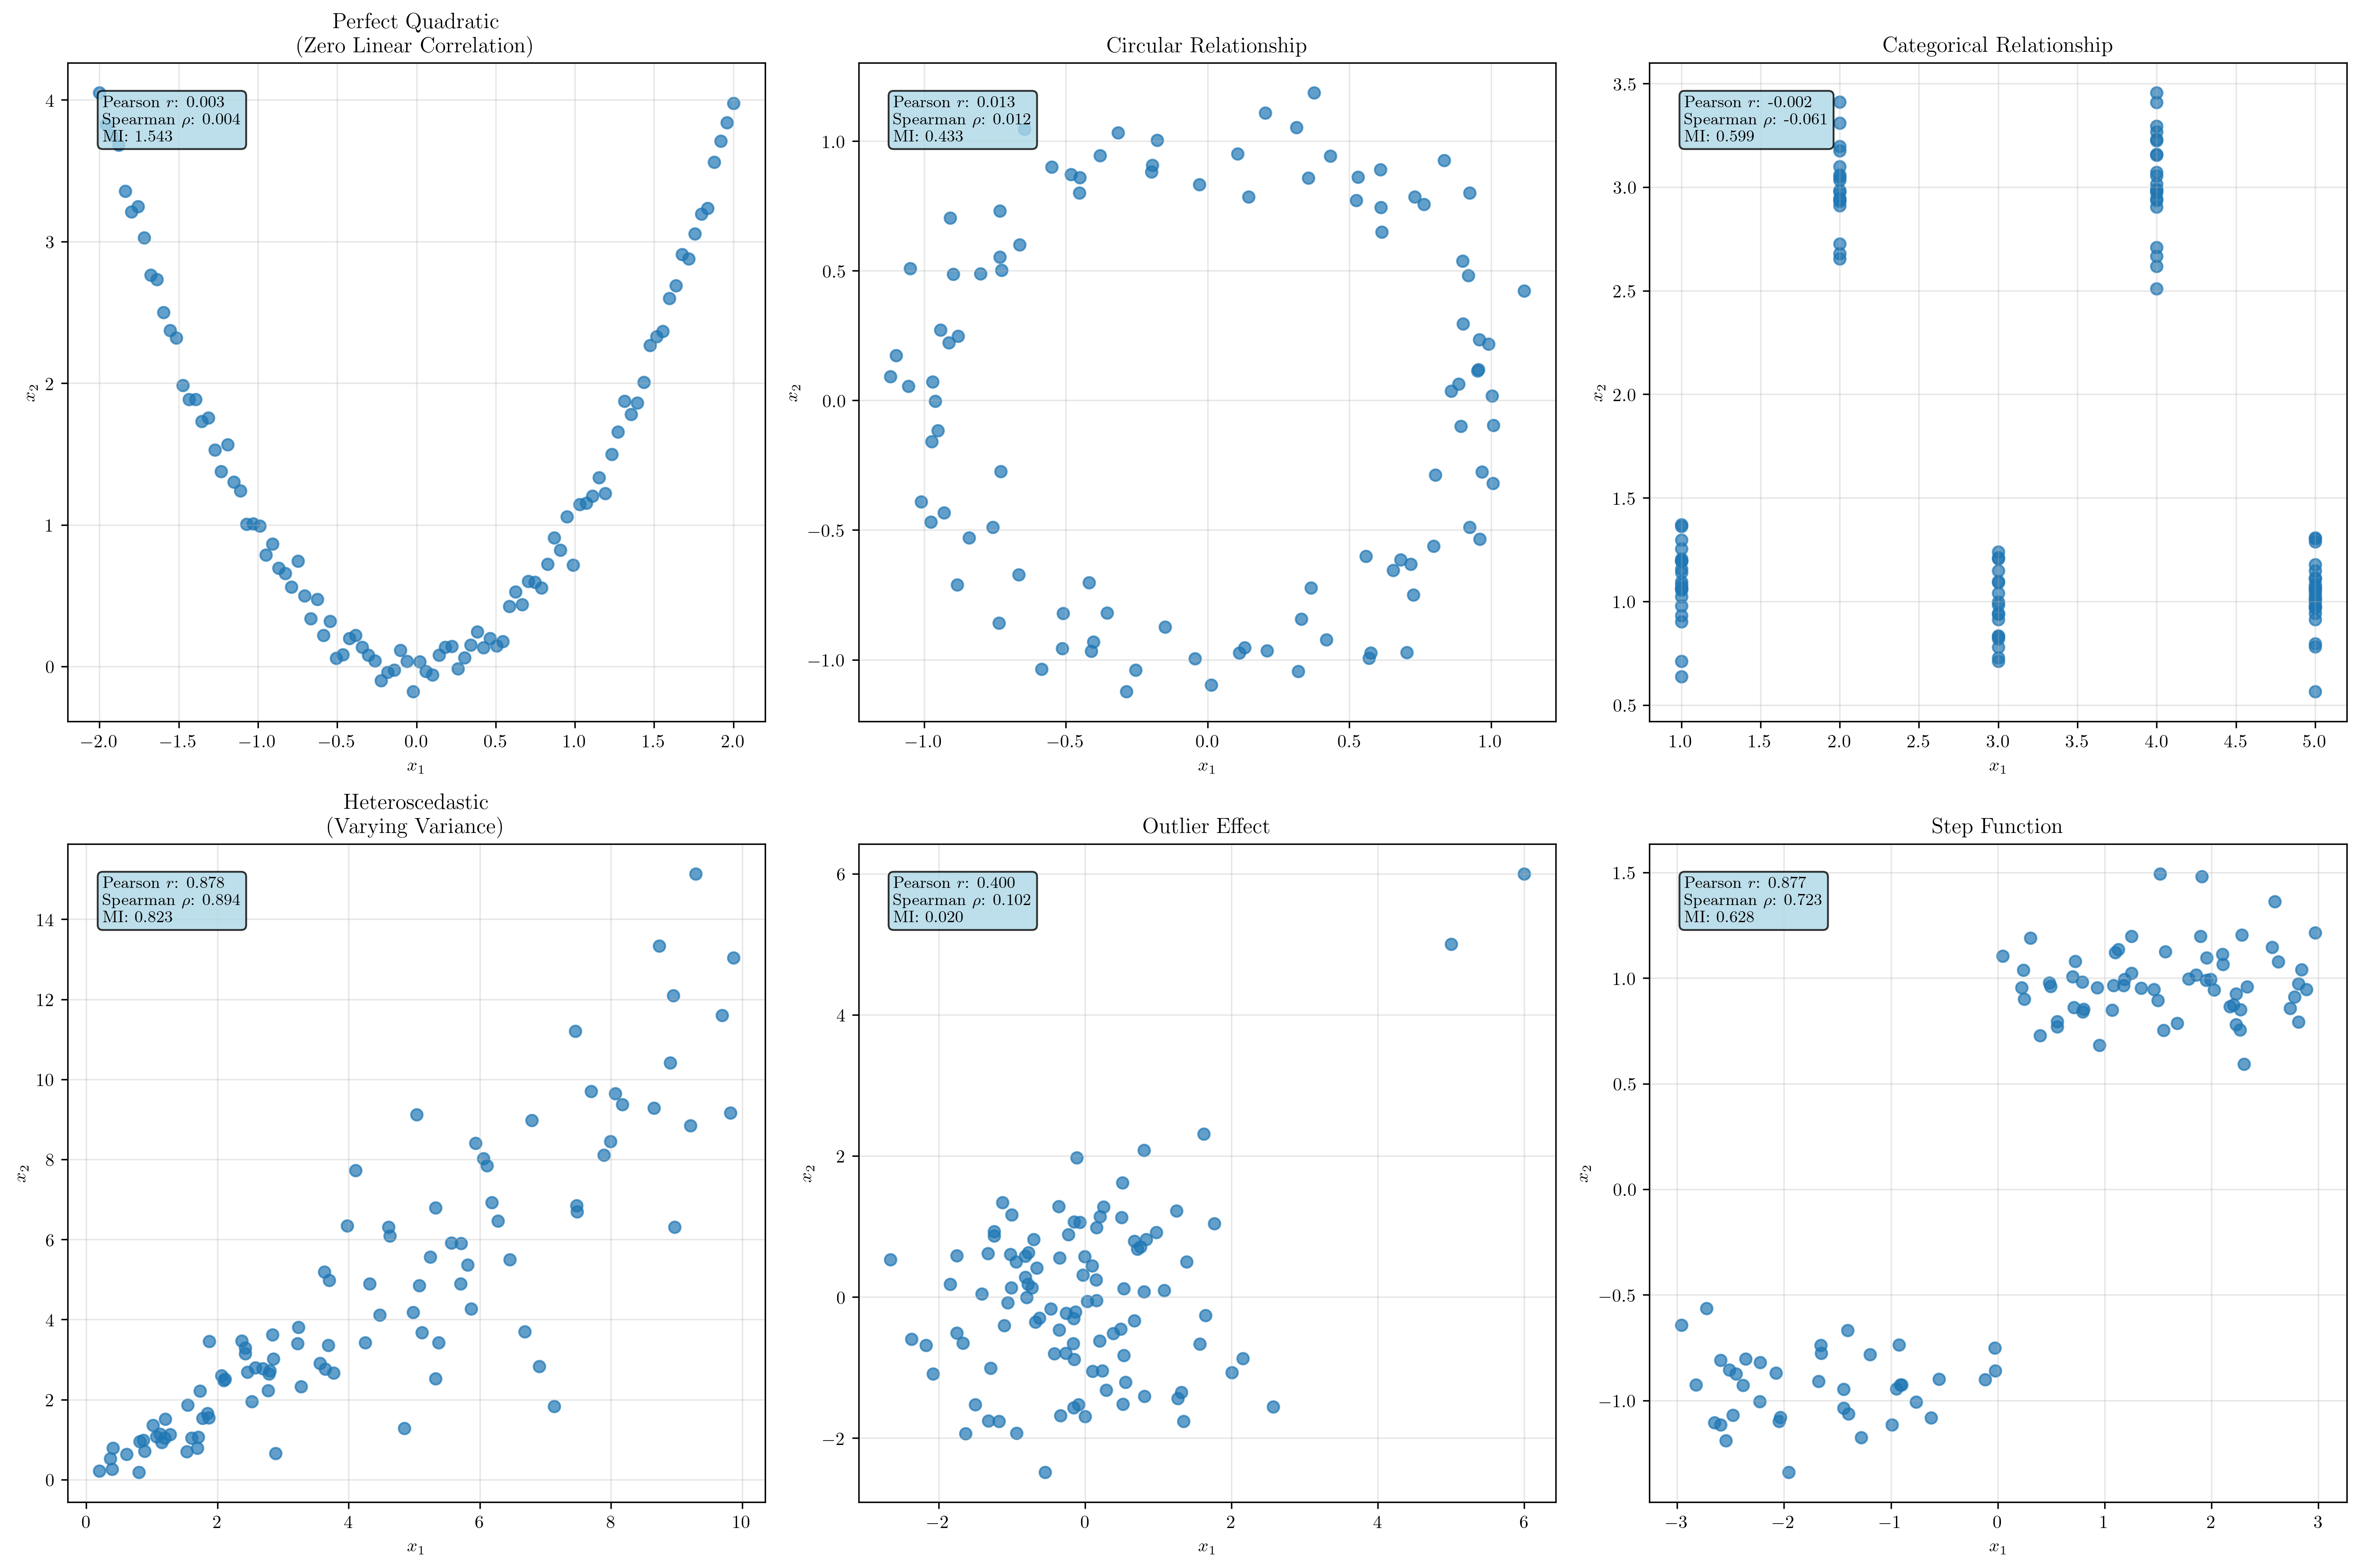 Perfect Quadratic
(Zero Linear Correlation)
Pearson r: 0.003
Spearman ρ: 0.004
MI: 1.543
4
3
2
1
0
x₂
−2.0 −1.5 −1.0 −0.5 0.0 0.5 1.0 1.5 2.0
x₁
Circular Relationship
Pearson r: 0.013
Spearman ρ: 0.012
MI: 0.433
1.0
0.5
0.0
−0.5
−1.0
x₂
−1.0 −0.5 0.0 0.5 1.0
x₁
Categorical Relationship
Pearson r: -0.002
Spearman ρ: -0.061
MI: 0.599
3.5
3.0
2.5
2.0
1.5
1.0
0.5
x₂
1.0 1.5 2.0 2.5 3.0 3.5 4.0 4.5 5.0
x₁
Heteroscedastic
(Varying Variance)
Pearson r: 0.878
Spearman ρ: 0.894
MI: 0.823
14
12
10
8
6
4
2
0
x₂
0 2 4 6 8 10
x₁
Outlier Effect
Pearson r: 0.400
Spearman ρ: 0.102
MI: 0.020
6
4
2
0
−2
x₂
−2 0 2 4 6
x₁
Step Function
Pearson r: 0.877
Spearman ρ: 0.723
MI: 0.628
1.5
1.0
0.5
0.0
−0.5
−1.0
x₂
−3 −2 −1 0 1 2 3
x₁